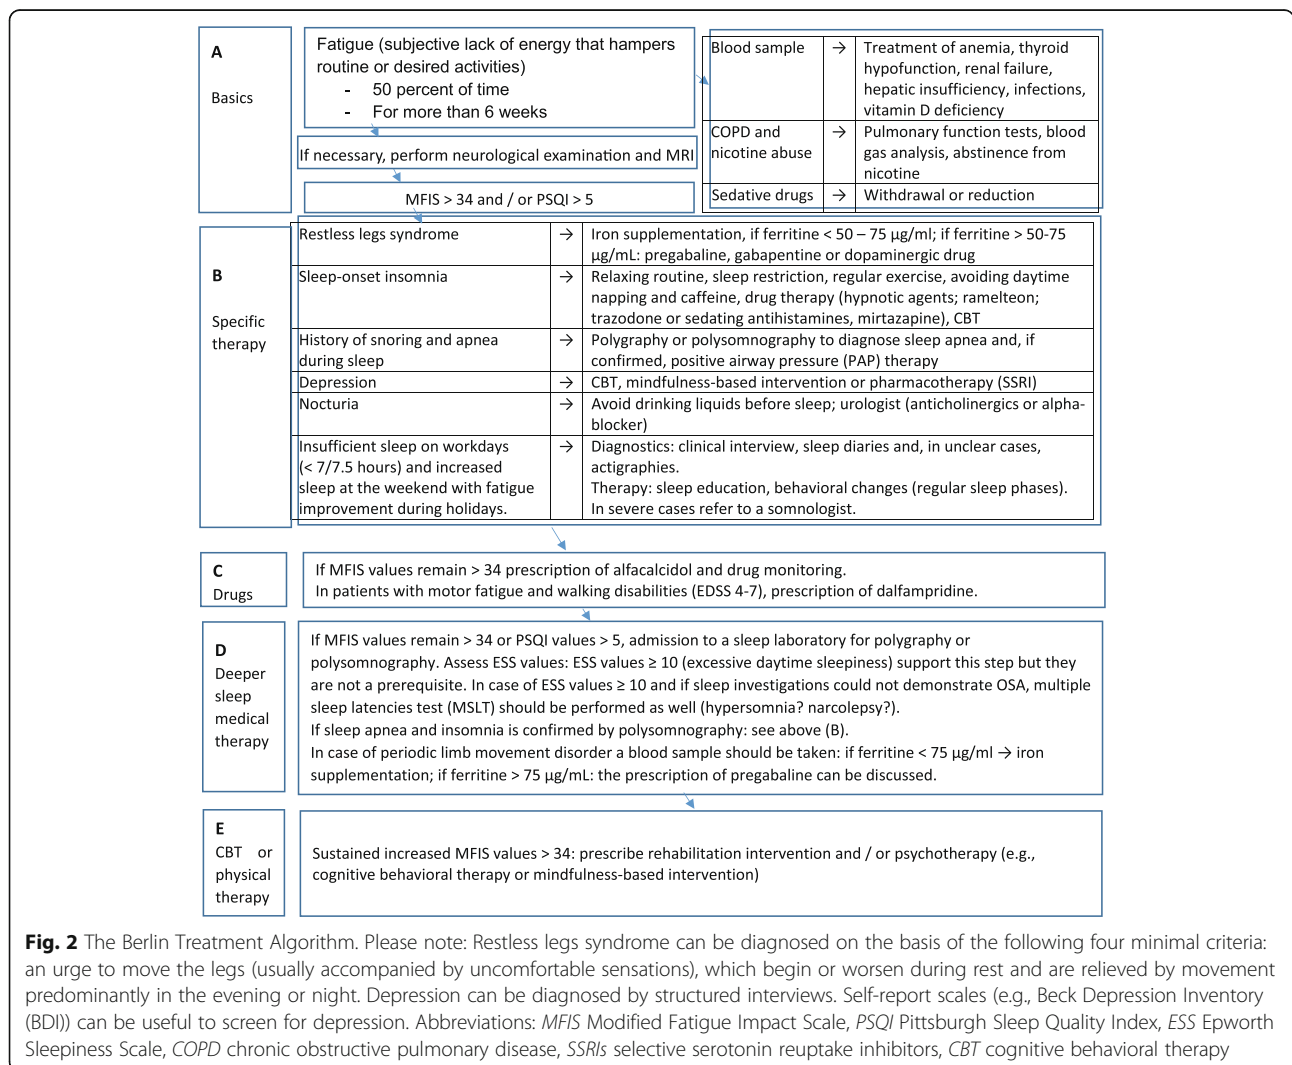 A
Basics
Fatigue (subjective lack of energy that hampers
routine or desired activities)
- 50 percent of time
- For more than 6 weeks
If necessary, perform neurological examination and MRI
MFIS > 34 and / or PSQI > 5
Blood sample → Treatment of anemia, thyroid
hypofunction, renal failure,
hepatic insufficiency, infections,
vitamin D deficiency
COPD and
nicotine abuse
→ Pulmonary function tests, blood
gas analysis, abstinence from
nicotine
Sedative drugs → Withdrawal or reduction
B
Specific
therapy
Restless legs syndrome → Iron supplementation, if ferritine < 50 – 75 µg/ml; if ferritine > 50-75
µg/mL: pregabaline, gabapentine or dopaminergic drug
Sleep-onset insomnia → Relaxing routine, sleep restriction, regular exercise, avoiding daytime
napping and caffeine, drug therapy (hypnotic agents; ramelteon;
trazodone or sedating antihistamines, mirtazapine), CBT
History of snoring and apnea
during sleep
→ Polygraphy or polysomnography to diagnose sleep apnea and, if
confirmed, positive airway pressure (PAP) therapy
Depression → CBT, mindfulness-based intervention or pharmacotherapy (SSRI)
Nocturia → Avoid drinking liquids before sleep; urologist (anticholinergics or alpha-
blocker)
Insufficient sleep on workdays
(< 7/7.5 hours) and increased
sleep at the weekend with fatigue
improvement during holidays.
→ Diagnostics: clinical interview, sleep diaries and, in unclear cases,
actigraphies.
Therapy: sleep education, behavioral changes (regular sleep phases).
In severe cases refer to a somnologist.
C
Drugs
If MFIS values remain > 34 prescription of alfacalcidol and drug monitoring.
In patients with motor fatigue and walking disabilities (EDSS 4-7), prescription of dalfampridine.
D
Deeper
sleep
medical
therapy
If MFIS values remain > 34 or PSQI values > 5, admission to a sleep laboratory for polygraphy or
polysomnography. Assess ESS values: ESS values ≥ 10 (excessive daytime sleepiness) support this step but they
are not a prerequisite. In case of ESS values ≥ 10 and if sleep investigations could not demonstrate OSA, multiple
sleep latencies test (MSLT) should be performed as well (hypersomnia? narcolepsy?).
If sleep apnea and insomnia is confirmed by polysomnography: see above (B).
In case of periodic limb movement disorder a blood sample should be taken: if ferritine < 75 µg/ml → iron
supplementation; if ferritine > 75 µg/mL: the prescription of pregabaline can be discussed.
E
CBT or
physical
therapy
Sustained increased MFIS values > 34: prescribe rehabilitation intervention and / or psychotherapy (e.g.,
cognitive behavioral therapy or mindfulness-based intervention)
Fig. 2 The Berlin Treatment Algorithm. Please note: Restless legs syndrome can be diagnosed on the basis of the following four minimal criteria:
an urge to move the legs (usually accompanied by uncomfortable sensations), which begin or worsen during rest and are relieved by movement
predominantly in the evening or night. Depression can be diagnosed by structured interviews. Self-report scales (e.g., Beck Depression Inventory
(BDI)) can be useful to screen for depression. Abbreviations: MFIS Modified Fatigue Impact Scale, PSQI Pittsburgh Sleep Quality Index, ESS Epworth
Sleepiness Scale, COPD chronic obstructive pulmonary disease, SSRIs selective serotonin reuptake inhibitors, CBT cognitive behavioral therapy